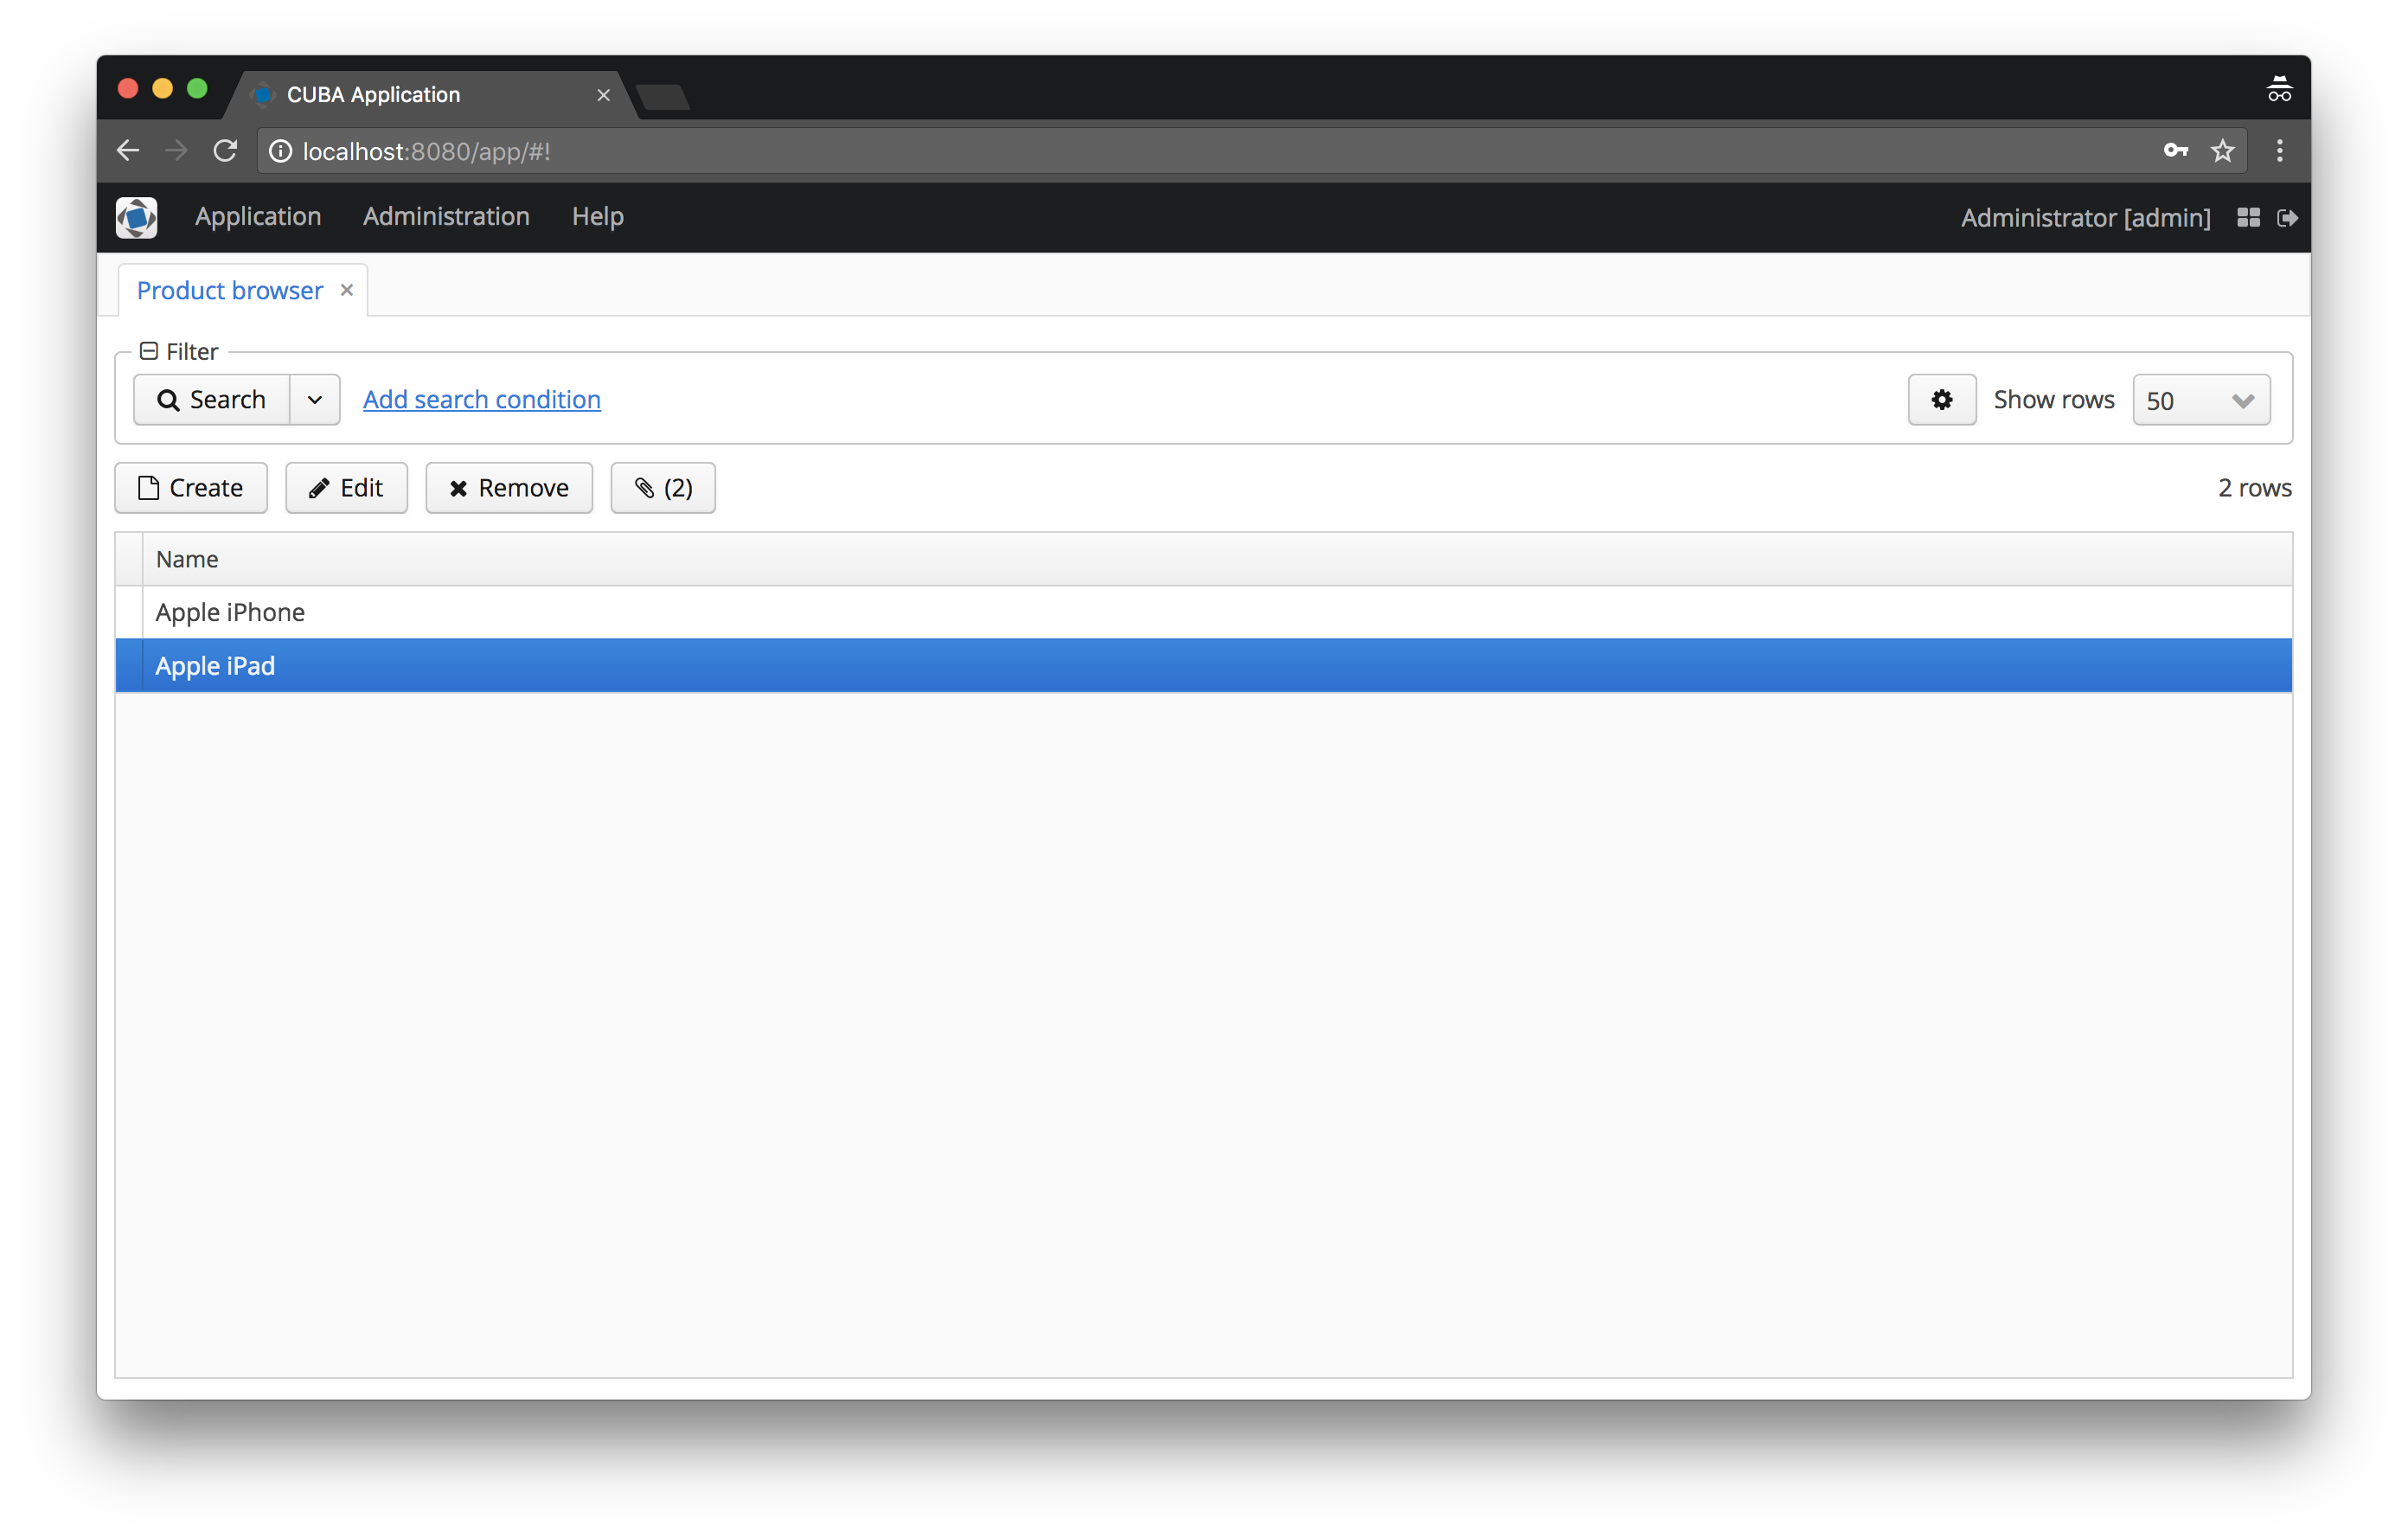 CUBA Application
localhost:8080/app/#!
Application Administration Help Administrator [admin]
Product browser
Filter
Search Add search condition Show rows 50
Create Edit Remove (2) 2 rows
Name
Apple iPhone
Apple iPad